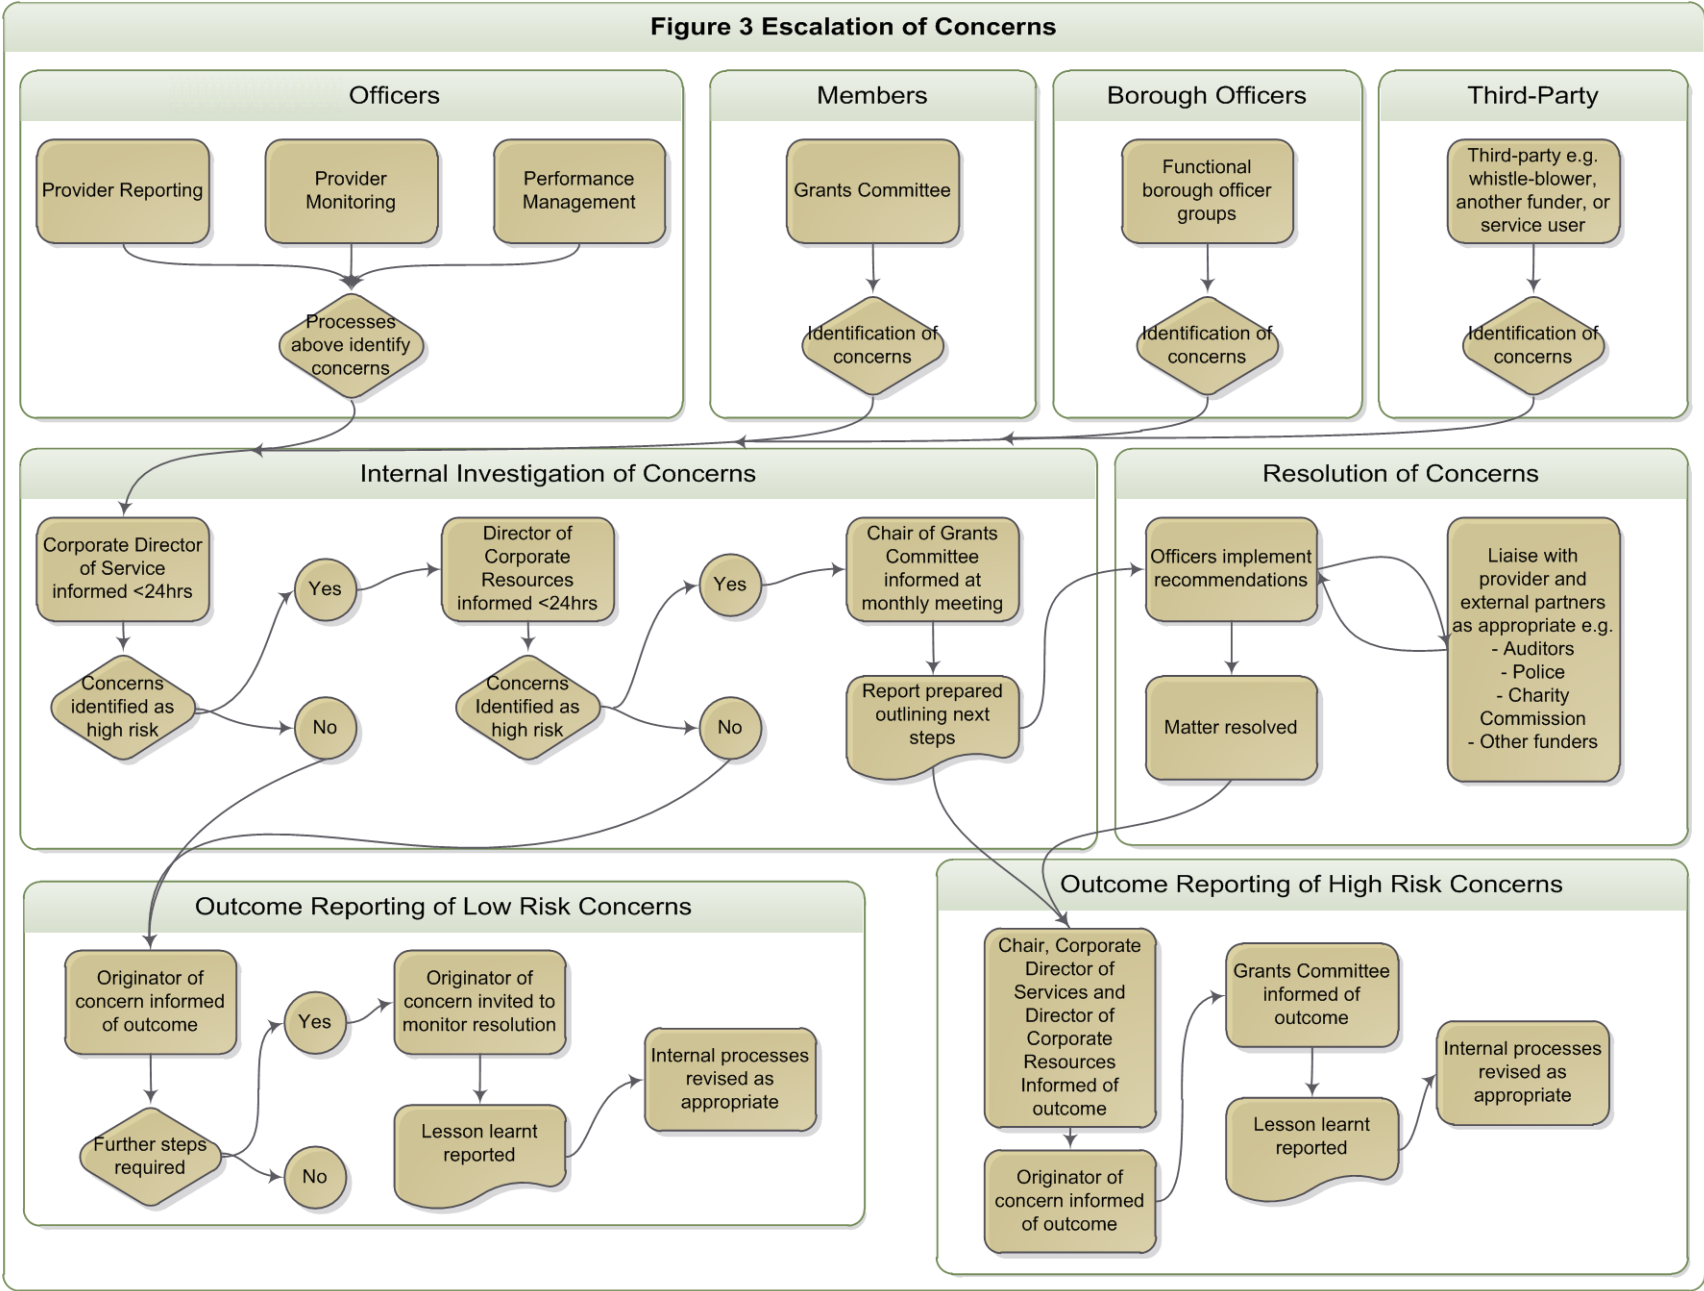 Figure 3 Escalation of Concerns
Officers
Provider Reporting
Provider
Monitoring
Performance
Management
Processes
above identify
concerns
Members
Grants Committee
Identification of
concerns
Borough Officers
Functional
borough officer
groups
Identification of
concerns
Third-Party
Third-party e.g.
whistle-blower,
another funder, or
service user
Identification of
concerns
Internal Investigation of Concerns
Corporate Director
of Service
informed <24hrs
Concerns
identified as
high risk
Yes
No
Director of
Corporate
Resources
informed <24hrs
Concerns
Identified as
high risk
Yes
No
Chair of Grants
Committee
informed at
monthly meeting
Report prepared
outlining next
steps
Resolution of Concerns
Officers implement
recommendations
Matter resolved
Liaise with
provider and
external partners
as appropriate e.g.
- Auditors
- Police
- Charity
Commission
- Other funders
Outcome Reporting of Low Risk Concerns
Originator of
concern informed
of outcome
Further steps
required
Yes
No
Originator of
concern invited to
monitor resolution
Lesson learnt
reported
Internal processes
revised as
appropriate
Outcome Reporting of High Risk Concerns
Chair, Corporate
Director of
Services and
Director of
Corporate
Resources
Informed of
outcome
Originator of
concern informed
of outcome
Grants Committee
informed of
outcome
Lesson learnt
reported
Internal processes
revised as
appropriate